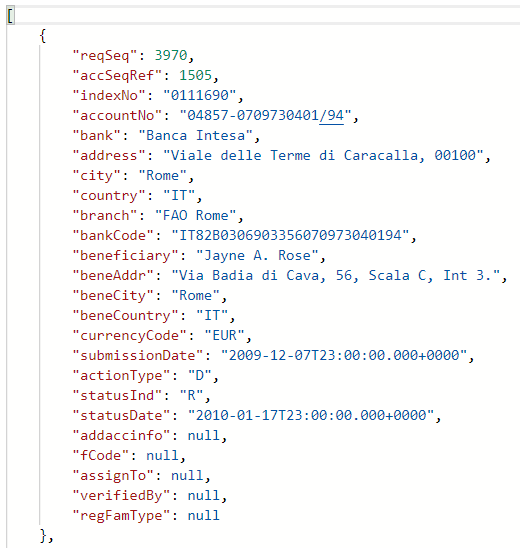 [
{
"reqSeq": 3970,
"accSeqRef": 1505,
"indexNo": "0111690",
"accountNo": "04857-0709730401/94",
"bank": "Banca Intesa",
"address": "Viale delle Terme di Caracalla, 00100",
"city": "Rome",
"country": "IT",
"branch": "FAO Rome",
"bankCode": "IT82B0306903356070973040194",
"beneficiary": "Jayne A. Rose",
"beneAddr": "Via Badia di Cava, 56, Scala C, Int 3.",
"beneCity": "Rome",
"beneCountry": "IT",
"currencyCode": "EUR",
"submissionDate": "2009-12-07T23:00:00.000+0000",
"actionType": "D",
"statusInd": "R",
"statusDate": "2010-01-17T23:00:00.000+0000",
"addaccinfo": null,
"fCode": null,
"assignTo": null,
"verifiedBy": null,
"regFamType": null
},